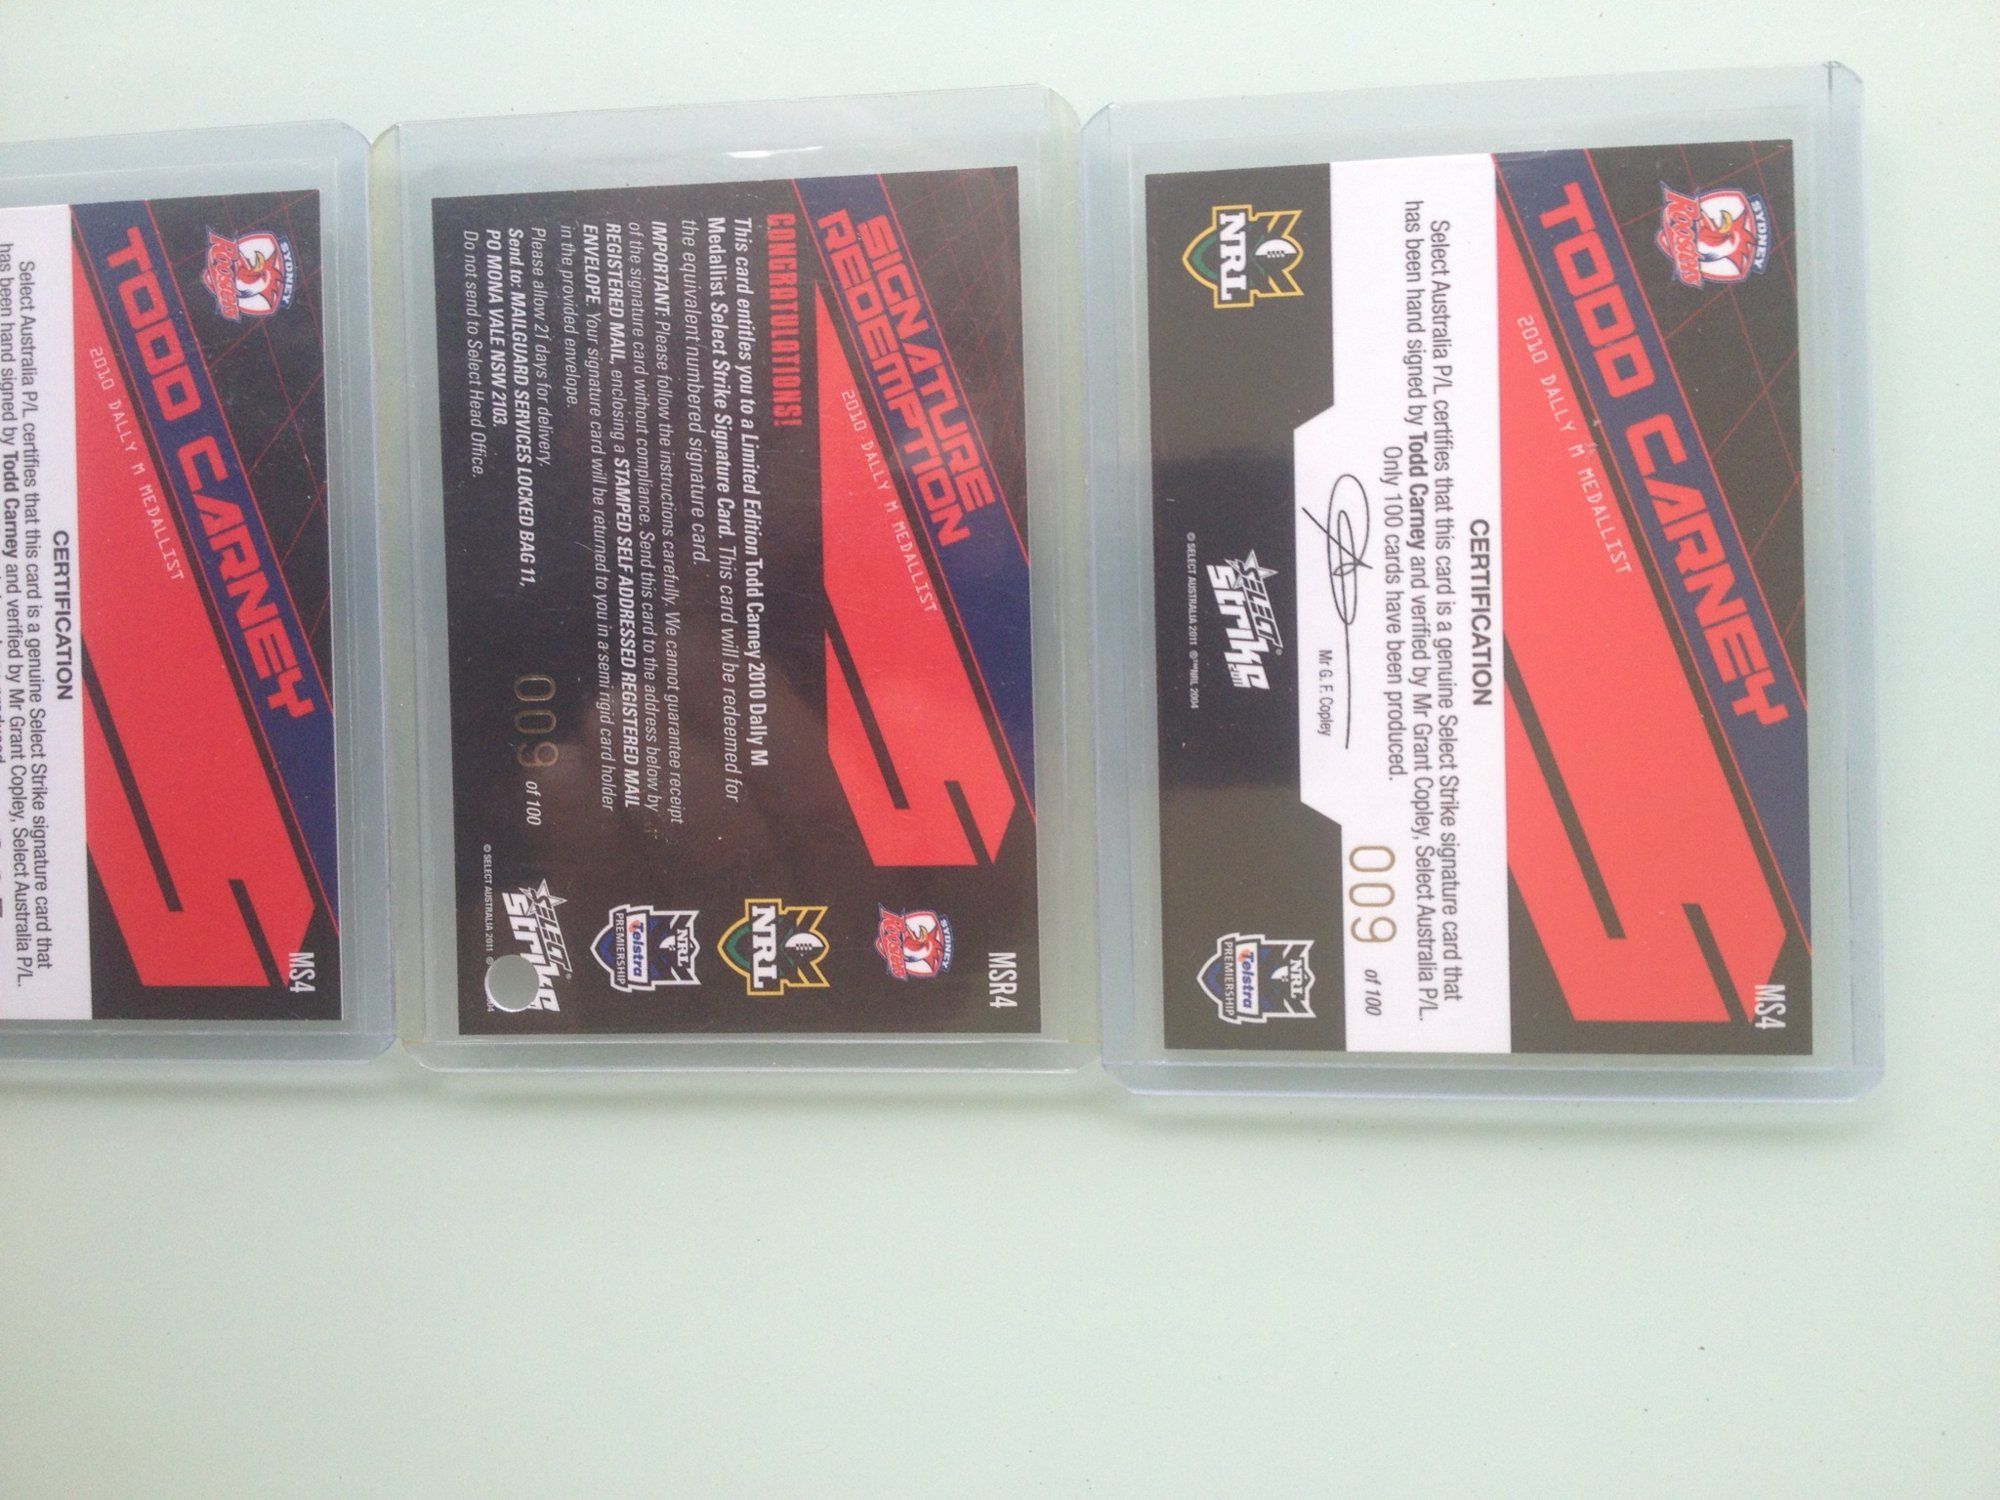 SYDNEY
Roosters
TODD CARNEY
2010 DALLY M MEDALLIST
MS4
CERTIFICATION
Select Australia P/L certifies that this card is a genuine Select Strike signature card that
has been hand signed by Todd Carney and verified by Mr Grant Copley, Select Australia P/L.
Only 100 cards have been produced.
009 of 100
Mr G. F. Copley
NRL
SELECT
Strike
2011
NRL
Telstra
PREMIERSHIP
© SELECT AUSTRALIA 2011 ©™NRL 2004
SIGNATURE
REDEMPTION
2010 DALLY M MEDALLIST
MSR4
SYDNEY
Roosters
CONGRATULATIONS!
This card entitles you to a Limited Edition Todd Carney 2010 Dally M
Medallist Select Strike Signature Card. This card will be redeemed for
the equivalent numbered signature card.
IMPORTANT: Please follow the instructions carefully. We cannot guarantee receipt
of the signature card without compliance. Send this card to the address below by
REGISTERED MAIL, enclosing a STAMPED SELF ADDRESSED REGISTERED MAIL
ENVELOPE. Your signature card will be returned to you in a semi rigid card holder
in the provided envelope.
Please allow 21 days for delivery.
Send to: MAILGUARD SERVICES LOCKED BAG 11,
PO MONA VALE NSW 2103.
Do not send to Select Head Office.
009 of 100
NRL
NRL
Telstra
PREMIERSHIP
SELECT
Strike
© SELECT AUSTRALIA 2011
SYDNEY
Roosters
TODD CARNEY
2010 DALLY M MEDALLIST
MS4
CERTIFICATION
Select Australia P/L certifies that this card is a genuine Select Strike signature card that
has been hand signed by Todd Carney and verified by Mr Grant Copley, Select Australia P/L.